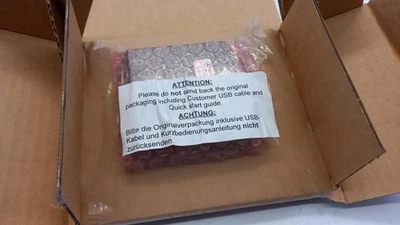 ATTENTION:
Please do not send back the original
packaging including Customer USB cable and
Quick start guide.
ACHTUNG:
Bitte die Originalverpackung inklusive USB-
Kabel und Kurzbedienungsanleitung nicht
zurücksenden.